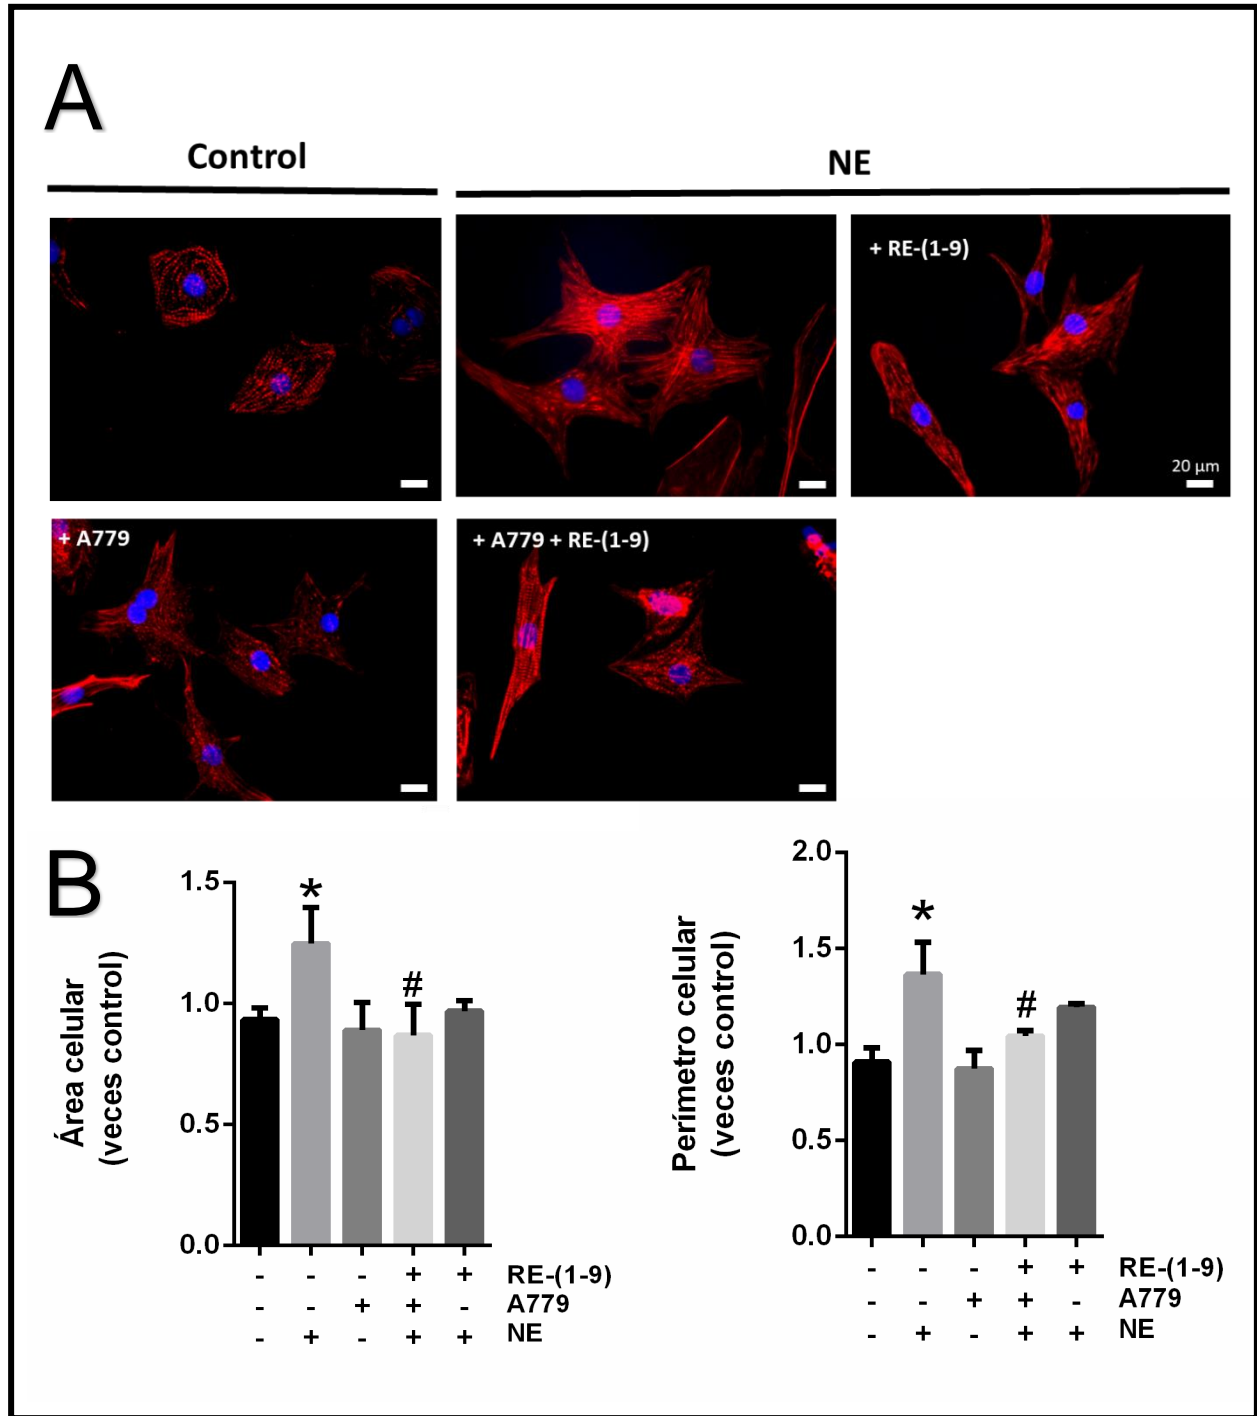 A
Control
NE
+ RE-(1-9)
20 µm
+ A779
+ A779 + RE-(1-9)
B
Área celular
(veces control)
1.5
1.0
0.5
0.0
*
#
- - - + + RE-(1-9)
- - + + - A779
- + - + + NE
Perímetro celular
(veces control)
2.0
1.5
1.0
0.5
0.0
*
#
- - - + + RE-(1-9)
- - + + - A779
- + - + + NE